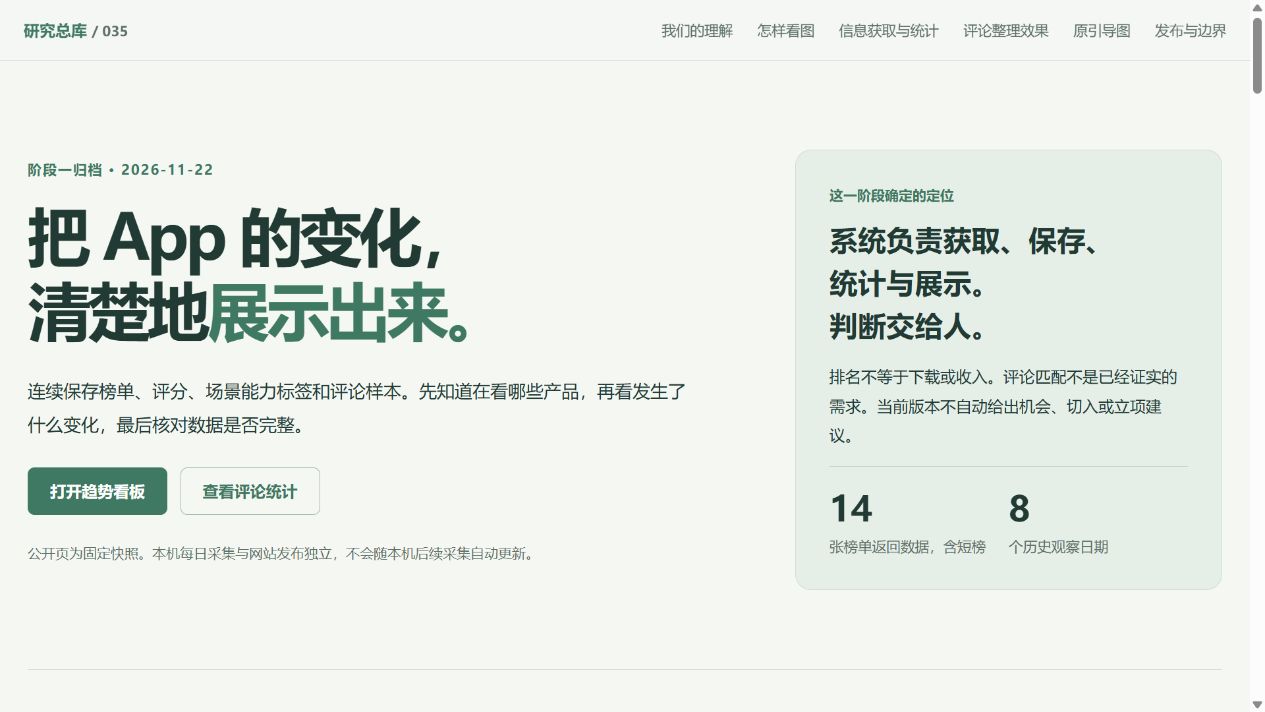 研究总库 / 035
我们的理解
怎样看图
信息获取与统计
评论整理效果
原引导图
发布与边界
阶段一归档 • 2026-11-22
把 App 的变化，
清楚地展示出来。
连续保存榜单、评分、场景能力标签和评论样本。先知道在看哪些产品，再看发生了
什么变化，最后核对数据是否完整。
打开趋势看板
查看评论统计
公开页为固定快照。本机每日采集与网站发布独立，不会随本机后续采集自动更新。
这一阶段确定的定位
系统负责获取、保存、
统计与展示。
判断交给人。
排名不等于下载或收入。评论匹配不是已经证实的
需求。当前版本不自动给出机会、切入或立项建
议。
14
张榜单返回数据，含短榜
8
个历史观察日期